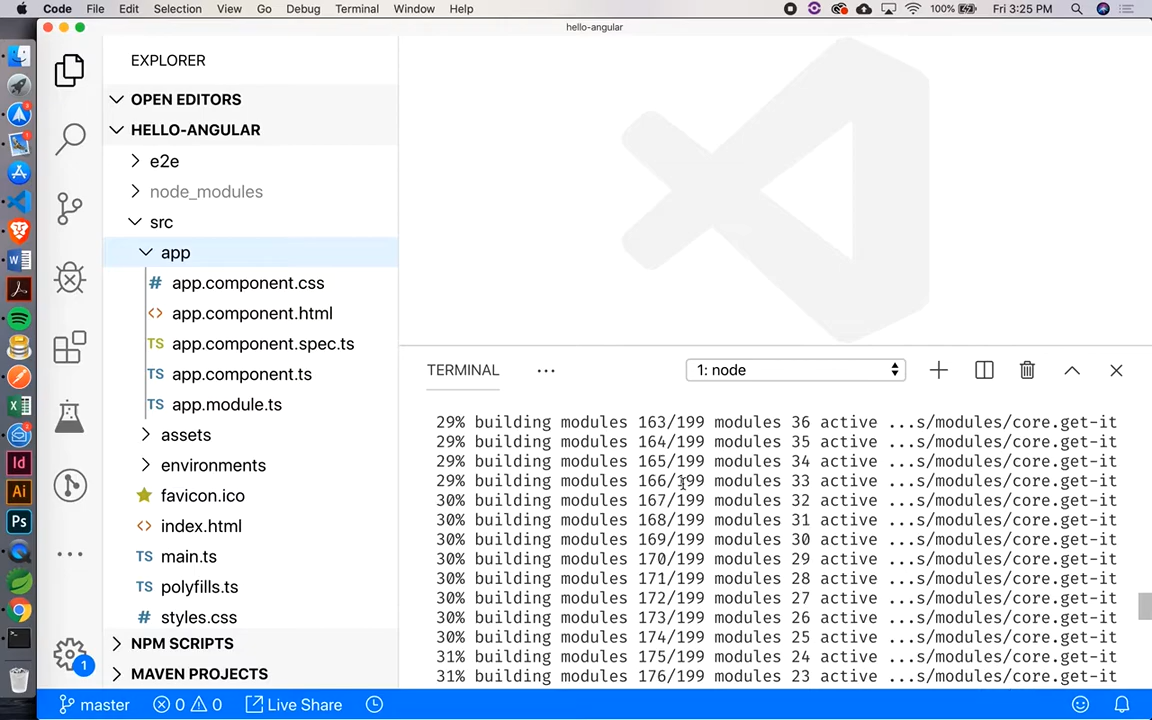 Code File Edit Selection View Go Debug Terminal Window Help 100% Fri 3:25 PM
hello-angular
EXPLORER
OPEN EDITORS
HELLO-ANGULAR
e2e
node_modules
src
app
# app.component.css
<> app.component.html
TS app.component.spec.ts
TS app.component.ts
TS app.module.ts
assets
environments
favicon.ico
<> index.html
TS main.ts
TS polyfills.ts
# styles.css
NPM SCRIPTS
MAVEN PROJECTS
TERMINAL ... 1: node
29% building modules 163/199 modules 36 active ...s/modules/core.get-it
29% building modules 164/199 modules 35 active ...s/modules/core.get-it
29% building modules 165/199 modules 34 active ...s/modules/core.get-it
29% building modules 166/199 modules 33 active ...s/modules/core.get-it
30% building modules 167/199 modules 32 active ...s/modules/core.get-it
30% building modules 168/199 modules 31 active ...s/modules/core.get-it
30% building modules 169/199 modules 30 active ...s/modules/core.get-it
30% building modules 170/199 modules 29 active ...s/modules/core.get-it
30% building modules 171/199 modules 28 active ...s/modules/core.get-it
30% building modules 172/199 modules 27 active ...s/modules/core.get-it
30% building modules 173/199 modules 26 active ...s/modules/core.get-it
30% building modules 174/199 modules 25 active ...s/modules/core.get-it
31% building modules 175/199 modules 24 active ...s/modules/core.get-it
31% building modules 176/199 modules 23 active ...s/modules/core.get-it
W
X
Id
Ai
Ps
1
master 0 0 Live Share